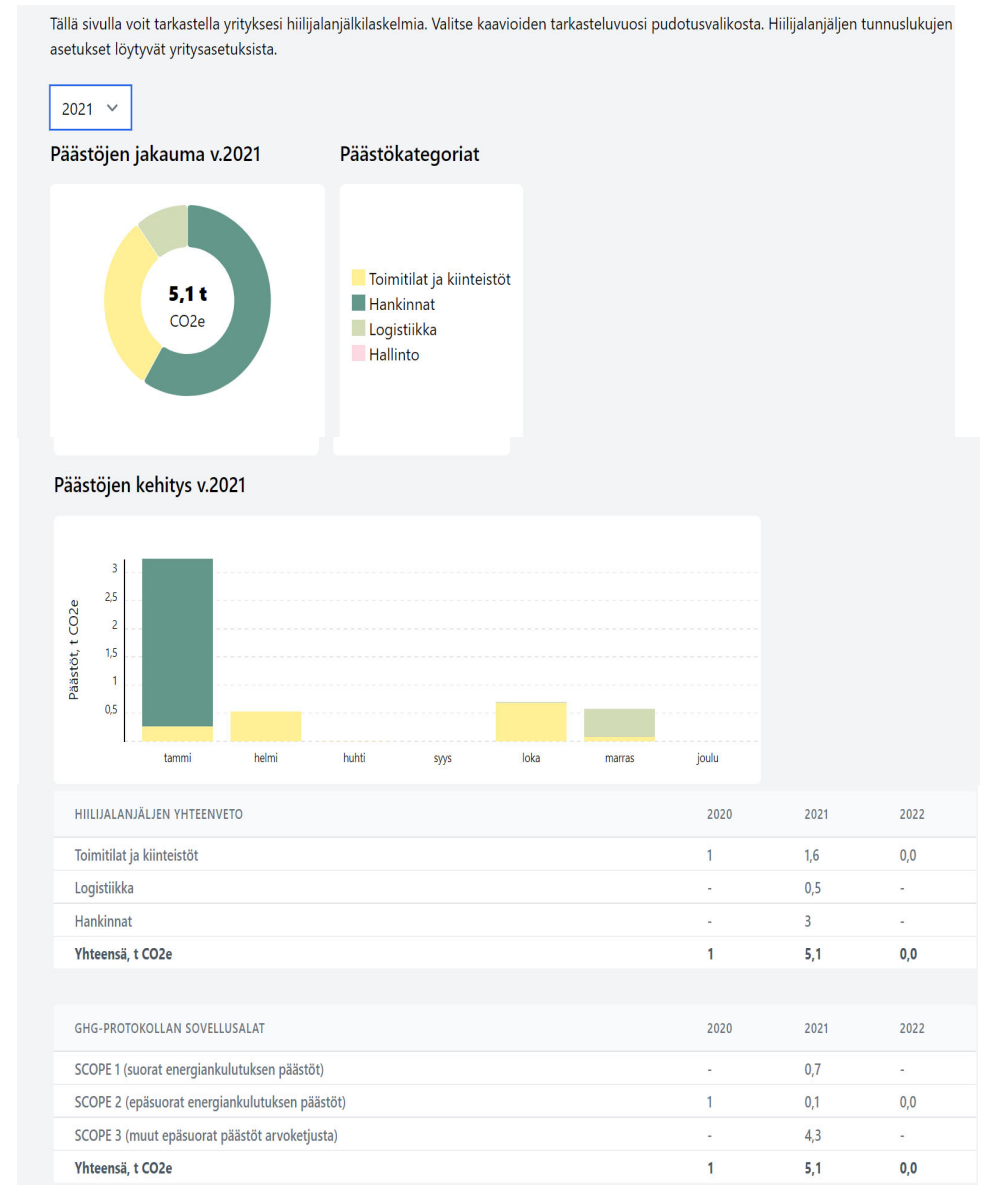 Tällä sivulla voit tarkastella yrityksesi hiilijalanjälkilaskelmia. Valitse kaavioiden tarkasteluvuosi pudotusvalikosta. Hiilijalanjäljen tunnuslukujen
asetukset löytyvät yritysasetuksista.
2021
Päästöjen jakauma v.2021
Päästökategoriat
5,1 t
CO2e
Toimitilat ja kiinteistöt
Hankinnat
Logistiikka
Hallinto
Päästöjen kehitys v.2021
Päästöt, t CO2e
3
2,5
2
1,5
1
0,5
tammi helmi huhti syys loka marras joulu
HIILIJALANJÄLJEN YHTEENVETO 2020 2021 2022
Toimitilat ja kiinteistöt 1 1,6 0,0
Logistiikka - 0,5 -
Hankinnat - 3 -
Yhteensä, t CO2e 1 5,1 0,0
GHG-PROTOKOLLAN SOVELLUSALAT 2020 2021 2022
SCOPE 1 (suorat energiankulutuksen päästöt) - 0,7 -
SCOPE 2 (epäsuorat energiankulutuksen päästöt) 1 0,1 0,0
SCOPE 3 (muut epäsuorat päästöt arvoketjusta) - 4,3 -
Yhteensä, t CO2e 1 5,1 0,0